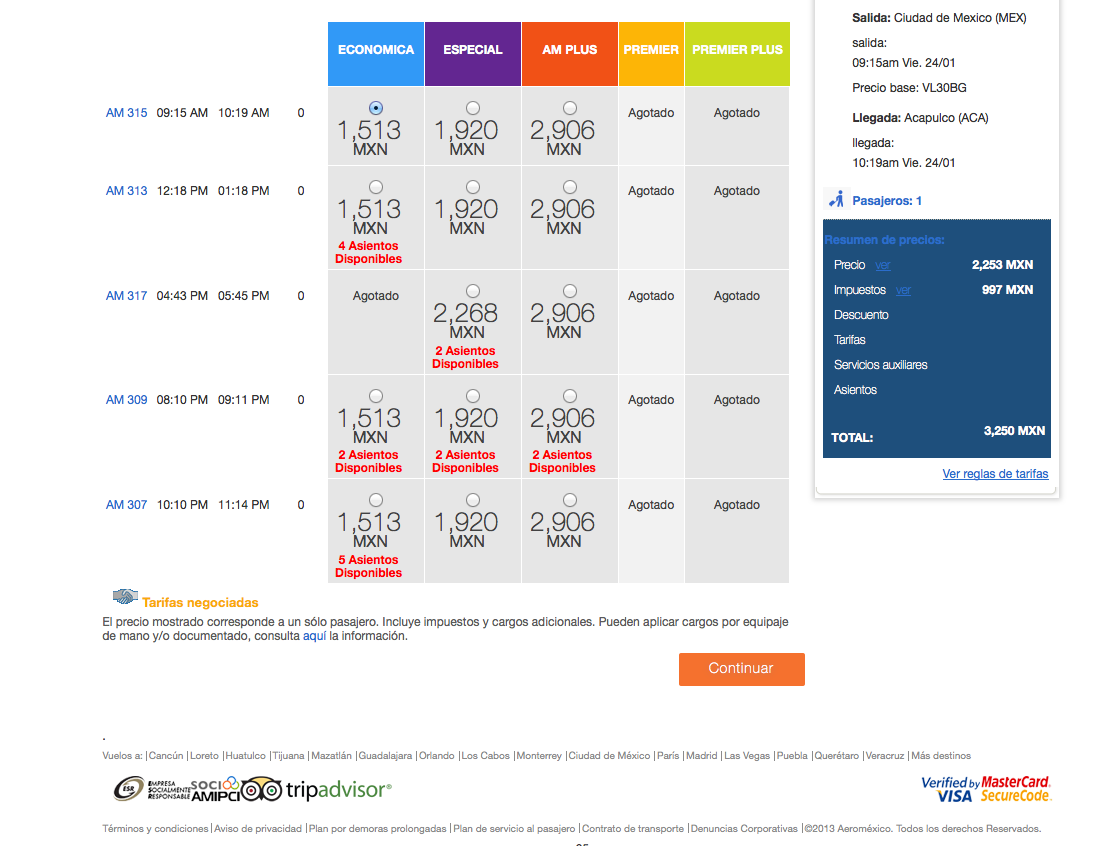 ECONOMICA ESPECIAL AM PLUS PREMIER PREMIER PLUS
AM 315 09:15 AM 10:19 AM 0 1,513 MXN 1,920 MXN 2,906 MXN Agotado Agotado
AM 313 12:18 PM 01:18 PM 0 1,513 MXN 1,920 MXN 2,906 MXN Agotado Agotado
4 Asientos
Disponibles
AM 317 04:43 PM 05:45 PM 0 Agotado 2,268 MXN 2,906 MXN Agotado Agotado
2 Asientos
Disponibles
AM 309 08:10 PM 09:11 PM 0 1,513 MXN 1,920 MXN 2,906 MXN Agotado Agotado
2 Asientos 2 Asientos 2 Asientos
Disponibles Disponibles Disponibles
AM 307 10:10 PM 11:14 PM 0 1,513 MXN 1,920 MXN 2,906 MXN Agotado Agotado
5 Asientos
Disponibles
Tarifas negociadas
El precio mostrado corresponde a un sólo pasajero. Incluye impuestos y cargos adicionales. Pueden aplicar cargos por equipaje
de mano y/o documentado, consulta aquí la información.
Continuar
Salida: Ciudad de Mexico (MEX)
salida:
09:15am Vie. 24/01
Precio base: VL30BG
Llegada: Acapulco (ACA)
llegada:
10:19am Vie. 24/01
Pasajeros: 1
Resumen de precios:
Precio ver 2,253 MXN
Impuestos ver 997 MXN
Descuento
Tarifas
Servicios auxiliares
Asientos
TOTAL: 3,250 MXN
Ver reglas de tarifas
.
Vuelos a: |Cancún |Loreto |Huatulco |Tijuana |Mazatlán |Guadalajara |Orlando |Los Cabos |Monterrey |Ciudad de México |París |Madrid |Las Vegas |Puebla |Querétaro |Veracruz |Más destinos
ESR EMPRESA SOCIALMENTE RESPONSABLE SOCIO AMIPCI tripadvisor® Verified by VISA MasterCard. SecureCode.
Términos y condiciones |Aviso de privacidad |Plan por demoras prolongadas |Plan de servicio al pasajero |Contrato de transporte |Denuncias Corporativas |©2013 Aeroméxico. Todos los derechos Reservados.